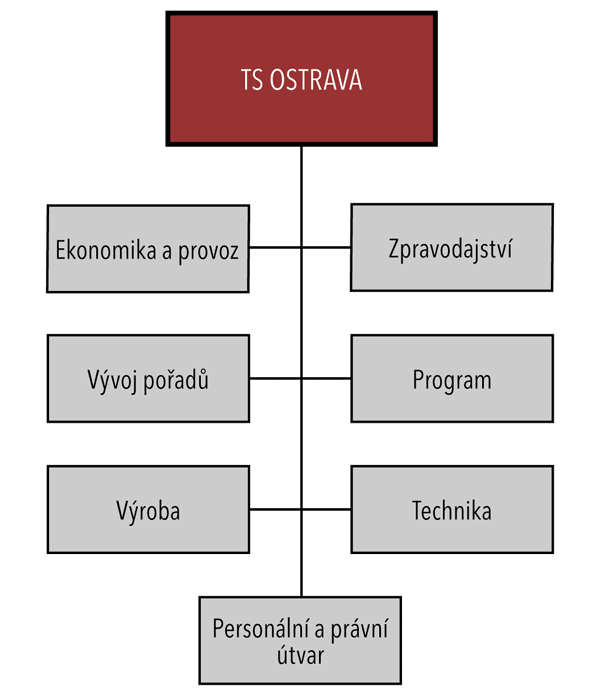 TS OSTRAVA
Ekonomika a provoz
Zpravodajství
Vývoj pořadů
Program
Výroba
Technika
Personální a právní
útvar